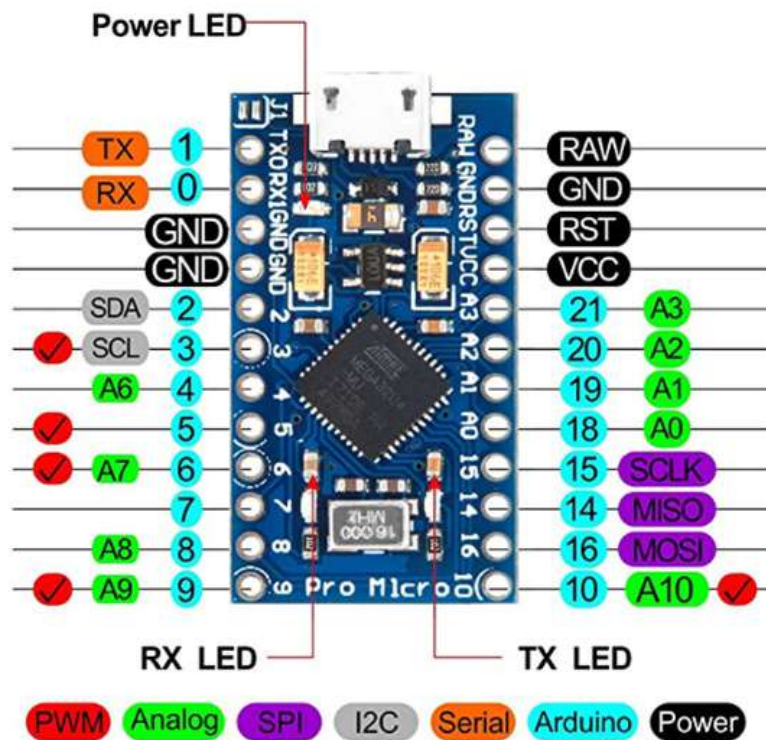 Power LED
J1
TX 1 TXO RAW RAW
RX 0 RX1 GND GND
GND GND RST RST
GND GND VCC VCC
SDA 2 2 A3 21 A3
SCL 3 3 A2 20 A2
A6 4 4 A1 19 A1
5 5 A0 18 A0
A7 6 6 15 15 SCLK
7 7 14 14 MISO
A8 8 8 16 16 MOSI
A9 9 9 Pro Micro 10 10 A10
16.000
MHz
RX LED TX LED
PWM Analog SPI I2C Serial Arduino Power